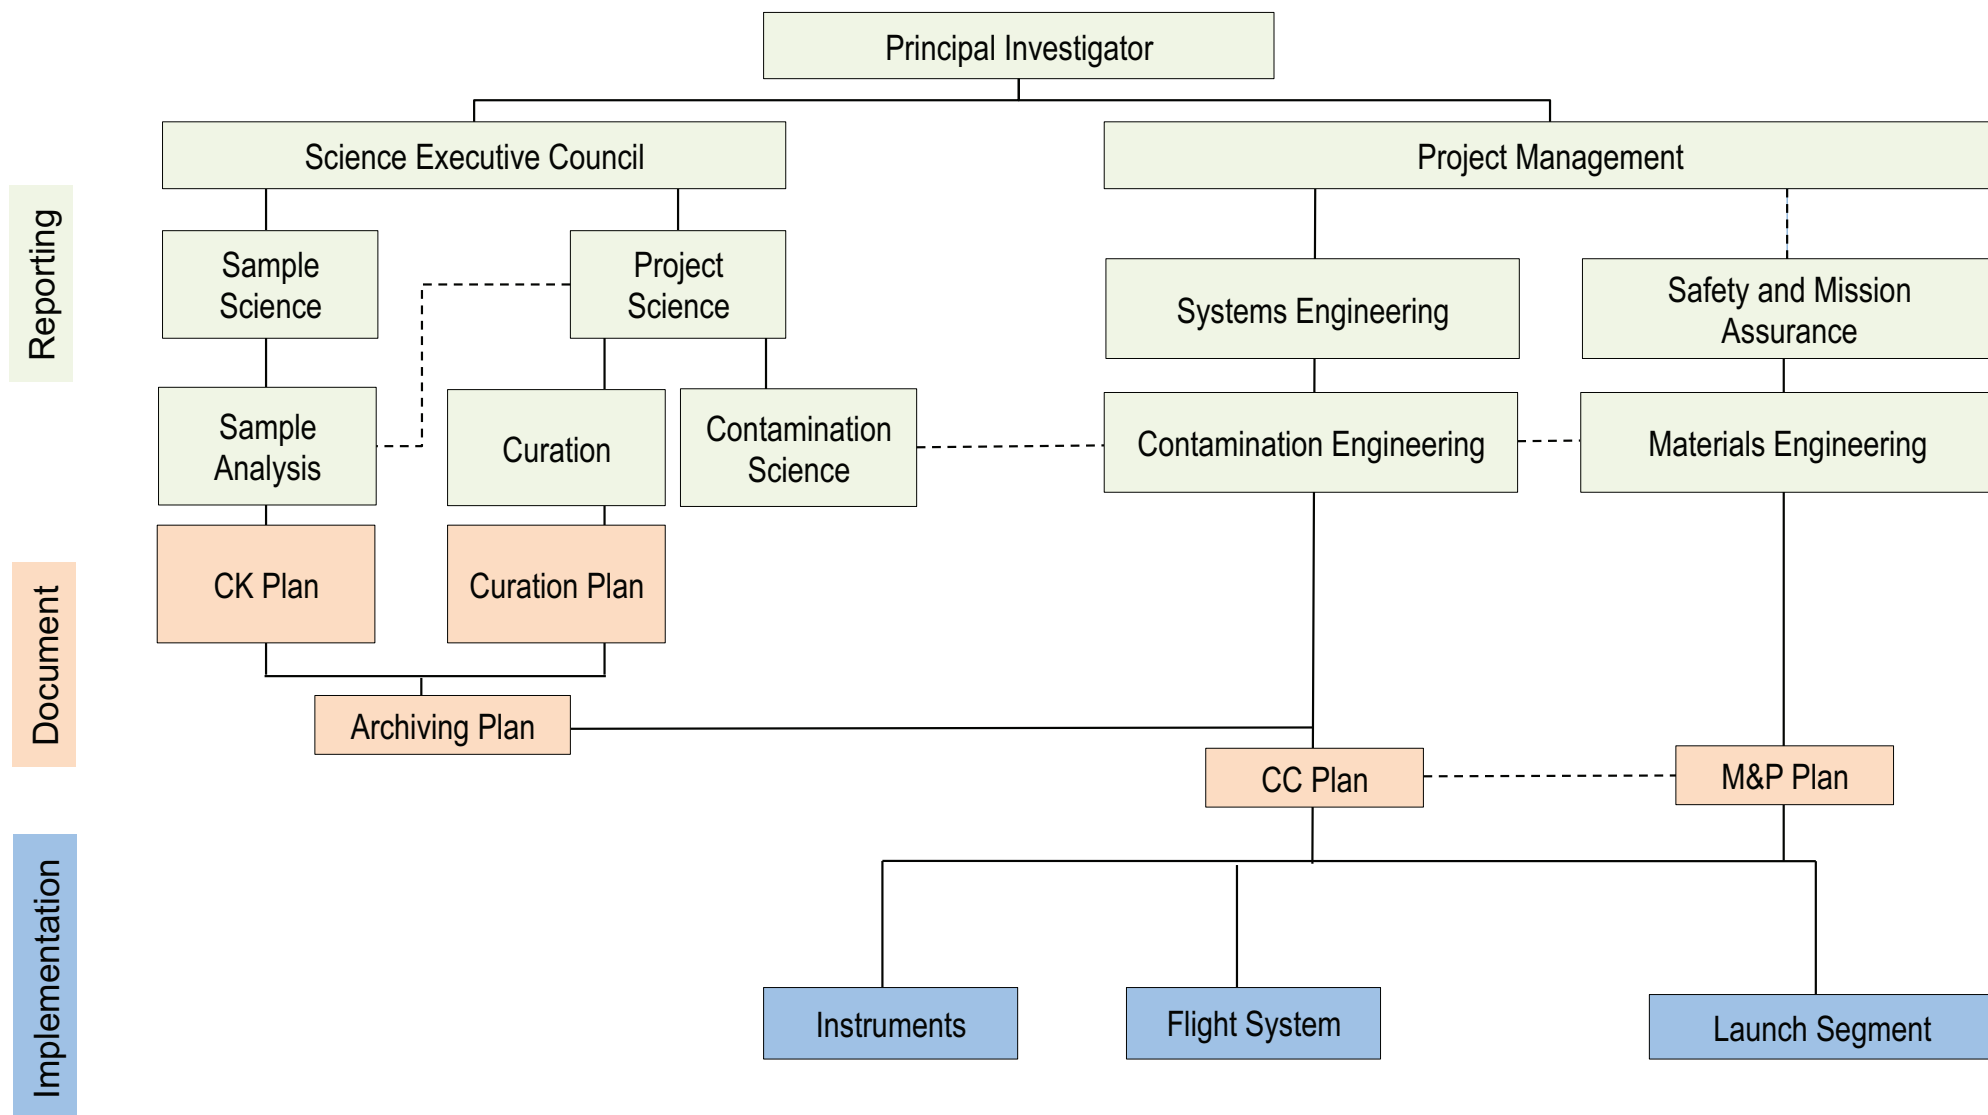 Principal Investigator
Science Executive Council
Project Management
Reporting
Sample
Science
Project
Science
Systems Engineering
Safety and Mission
Assurance
Sample
Analysis
Curation
Contamination
Science
Contamination Engineering
Materials Engineering
Document
CK Plan
Curation Plan
Archiving Plan
CC Plan
M&P Plan
Implementation
Instruments
Flight System
Launch Segment